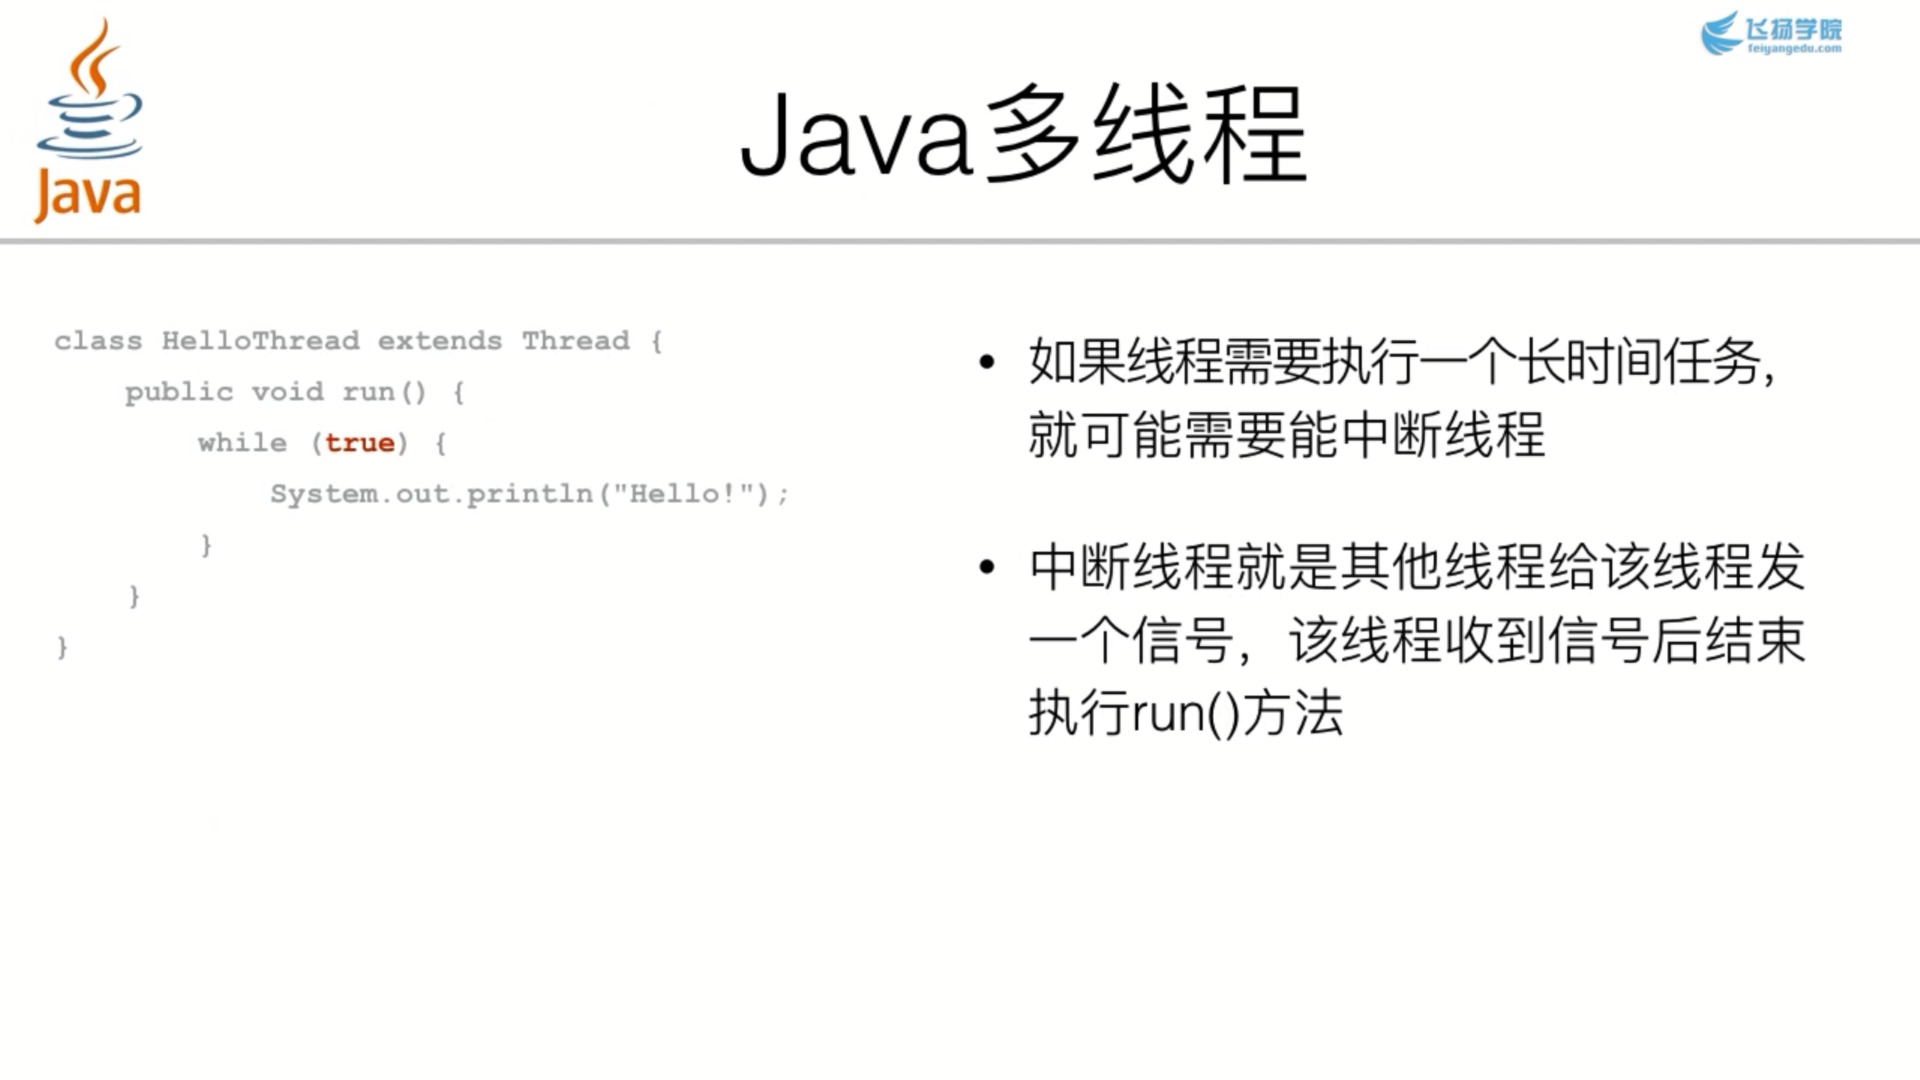 Java
飞扬学院
feiyangedu.com
Java多线程
class HelloThread extends Thread {
    public void run() {
        while (true) {
            System.out.println("Hello!");
        }
    }
}
• 如果线程需要执行一个长时间任务，
就可能需要能中断线程
• 中断线程就是其他线程给该线程发
一个信号，该线程收到信号后结束
执行run()方法